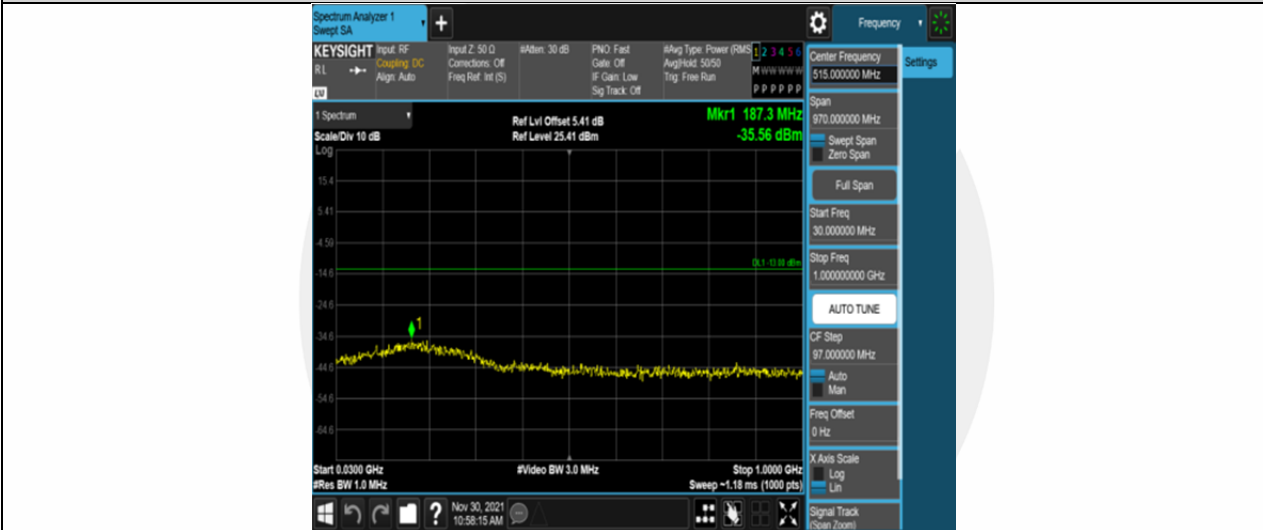 Spectrum Analyzer 1
Swept SA
+
Frequency
KEYSIGHT
RL
LV
Input: RF
Coupling: DC
Align: Auto
Input Z: 50 Ω
Corrections: Off
Freq Ref: Int (S)
#Atten: 30 dB
PNO: Fast
Gate: Off
IF Gain: Low
Sig Track: Off
#Avg Type: Power (RMS
Avg|Hold: 50/50
Trig: Free Run
1 2 3 4 5 6
M W W W W W
P P P P P P
1 Spectrum
Scale/Div 10 dB
Log
Ref Lvl Offset 5.41 dB
Ref Level 25.41 dBm
Mkr1 187.3 MHz
-35.56 dBm
15.4
5.41
-4.59
-14.6
-24.6
-34.6
-44.6
-54.6
-64.6
DL1 -13.00 dBm
1
Start 0.0300 GHz
#Res BW 1.0 MHz
#Video BW 3.0 MHz
Stop 1.0000 GHz
Sweep ~1.18 ms (1000 pts)
Nov 30, 2021
10:58:15 AM
Center Frequency
515.000000 MHz
Span
970.000000 MHz
Swept Span
Zero Span
Full Span
Start Freq
30.000000 MHz
Stop Freq
1.000000000 GHz
AUTO TUNE
CF Step
97.000000 MHz
Auto
Man
Freq Offset
0 Hz
X Axis Scale
Log
Lin
Signal Track
(Span Zoom)
Settings